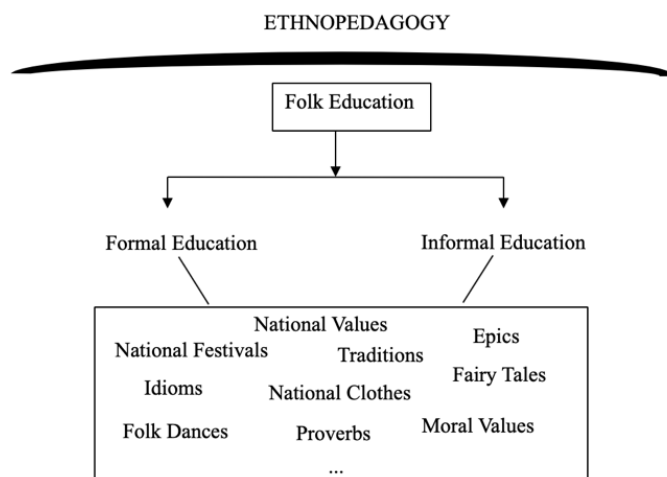 ETHNOPEDAGOGY
Folk Education
Formal Education
Informal Education
National Values
Epics
National Festivals
Traditions
Fairy Tales
Idioms
National Clothes
Folk Dances
Proverbs
Moral Values
...